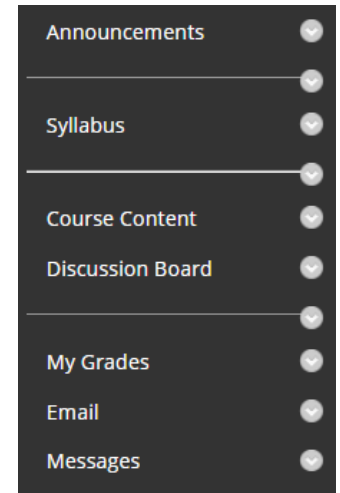 Announcements
Syllabus
Course Content
Discussion Board
My Grades
Email
Messages